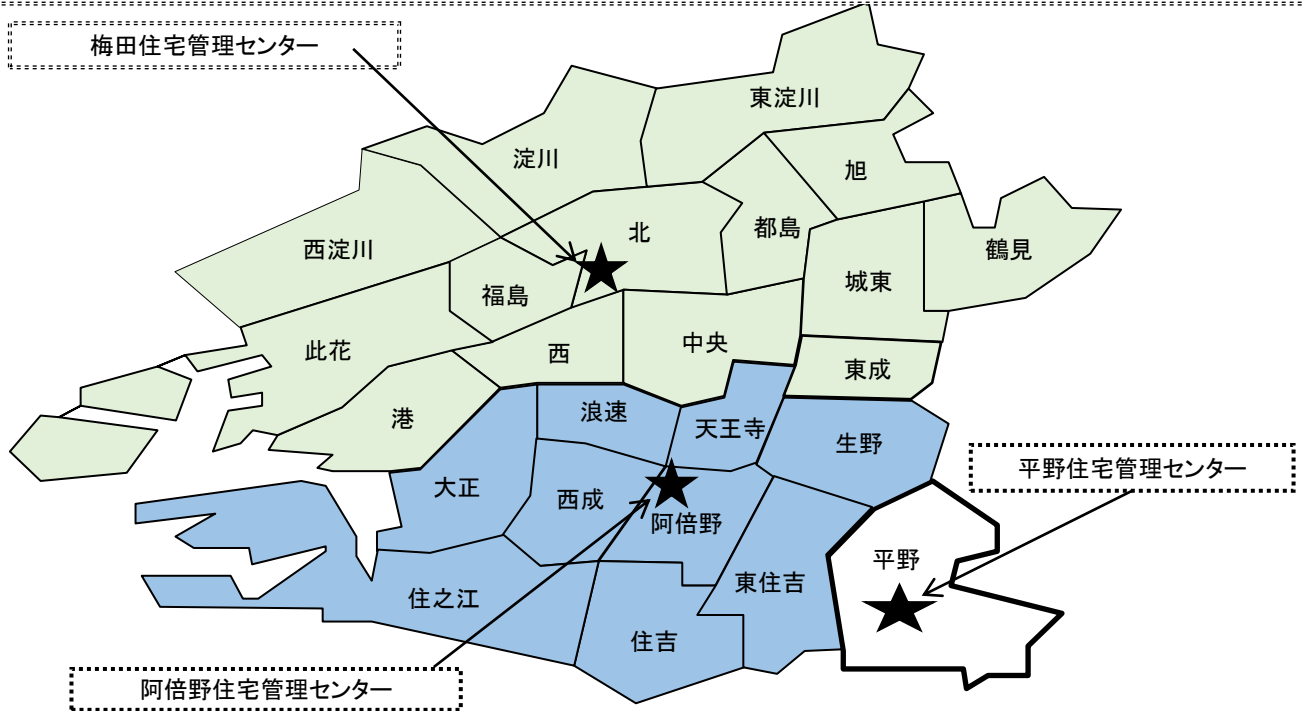 梅田住宅管理センター
東淀川
淀川
旭
北
都島
西淀川
鶴見
城東
福島
此花
西
中央
東成
港
浪速
天王寺
生野
平野住宅管理センター
大正
西成
阿倍野
平野
東住吉
住之江
住吉
阿倍野住宅管理センター